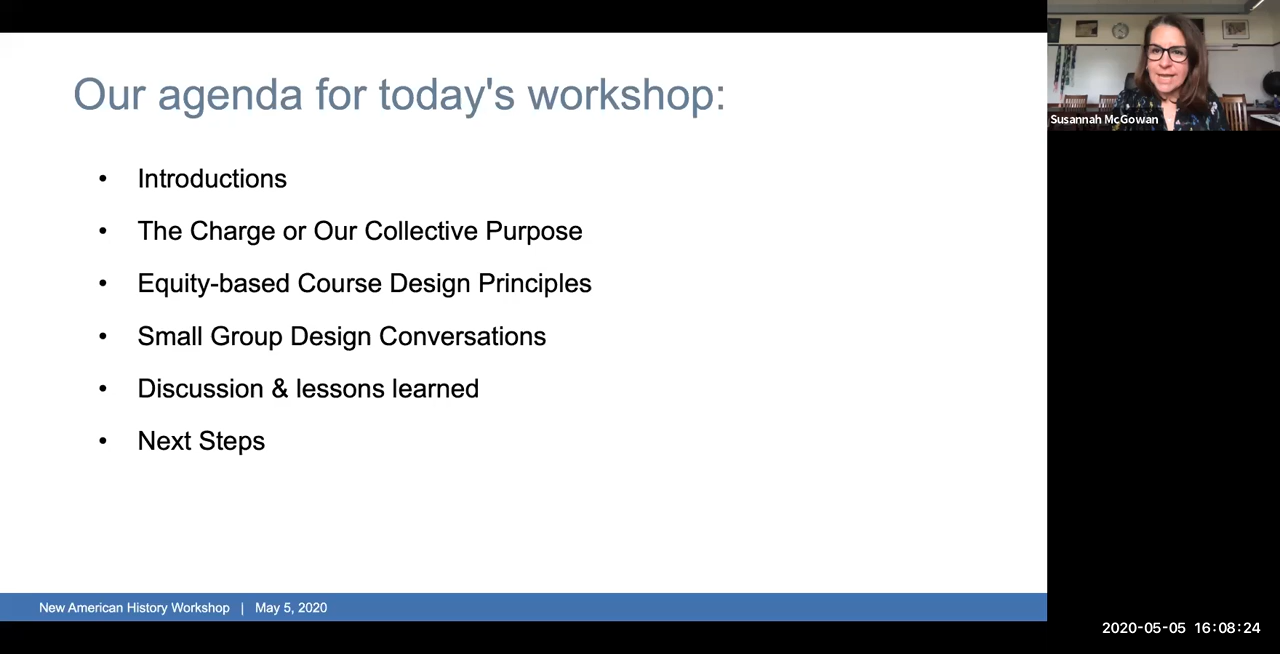 Our agenda for today's workshop:
Susannah McGowan
• Introductions
• The Charge or Our Collective Purpose
• Equity-based Course Design Principles
• Small Group Design Conversations
• Discussion & lessons learned
• Next Steps
New American History Workshop | May 5, 2020
2020-05-05 16:08:24